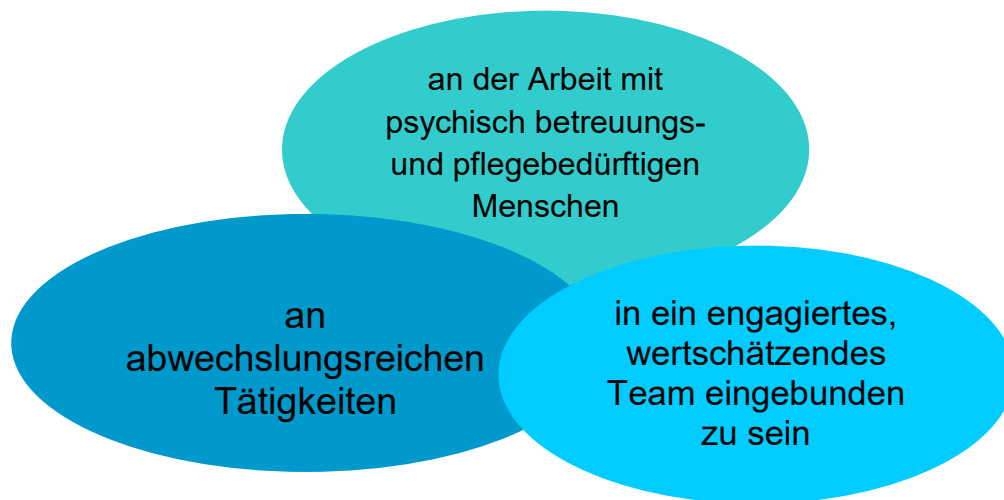 an der Arbeit mit
psychisch betreuungs-
und pflegebedürftigen
Menschen
an
abwechslungsreichen
Tätigkeiten
in ein engagiertes,
wertschätzendes
Team eingebunden
zu sein